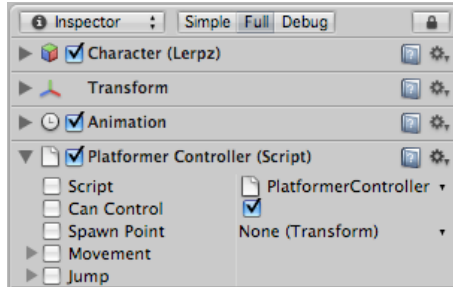 Inspector Simple Full Debug
Character (Lerpz)
Transform
Animation
Platformer Controller (Script)
Script PlatformerController
Can Control
Spawn Point None (Transform)
Movement
Jump